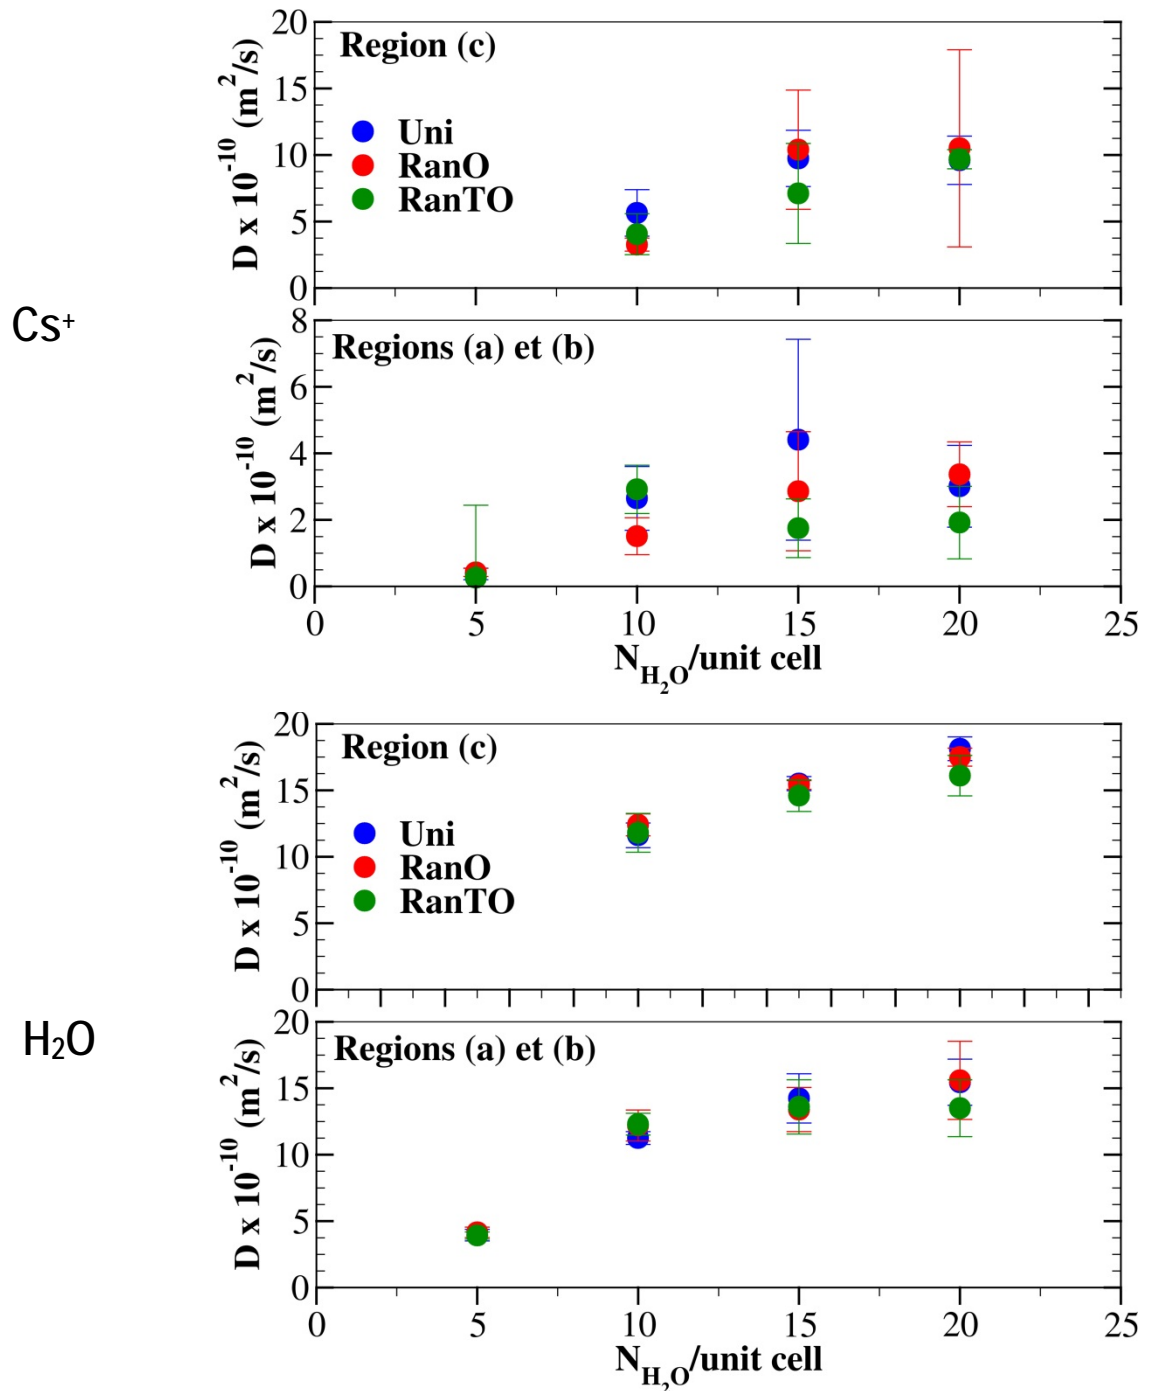 Cs⁺
20
15
10
5
0
D x 10⁻¹⁰ (m²/s)
Region (c)
Uni
RanO
RanTO
8
6
4
2
0
D x 10⁻¹⁰ (m²/s)
Regions (a) et (b)
0 5 10 15 20 25
N_H₂O/unit cell
H₂O
20
15
10
5
0
D x 10⁻¹⁰ (m²/s)
Region (c)
Uni
RanO
RanTO
20
15
10
5
0
D x 10⁻¹⁰ (m²/s)
Regions (a) et (b)
0 5 10 15 20 25
N_H₂O/unit cell